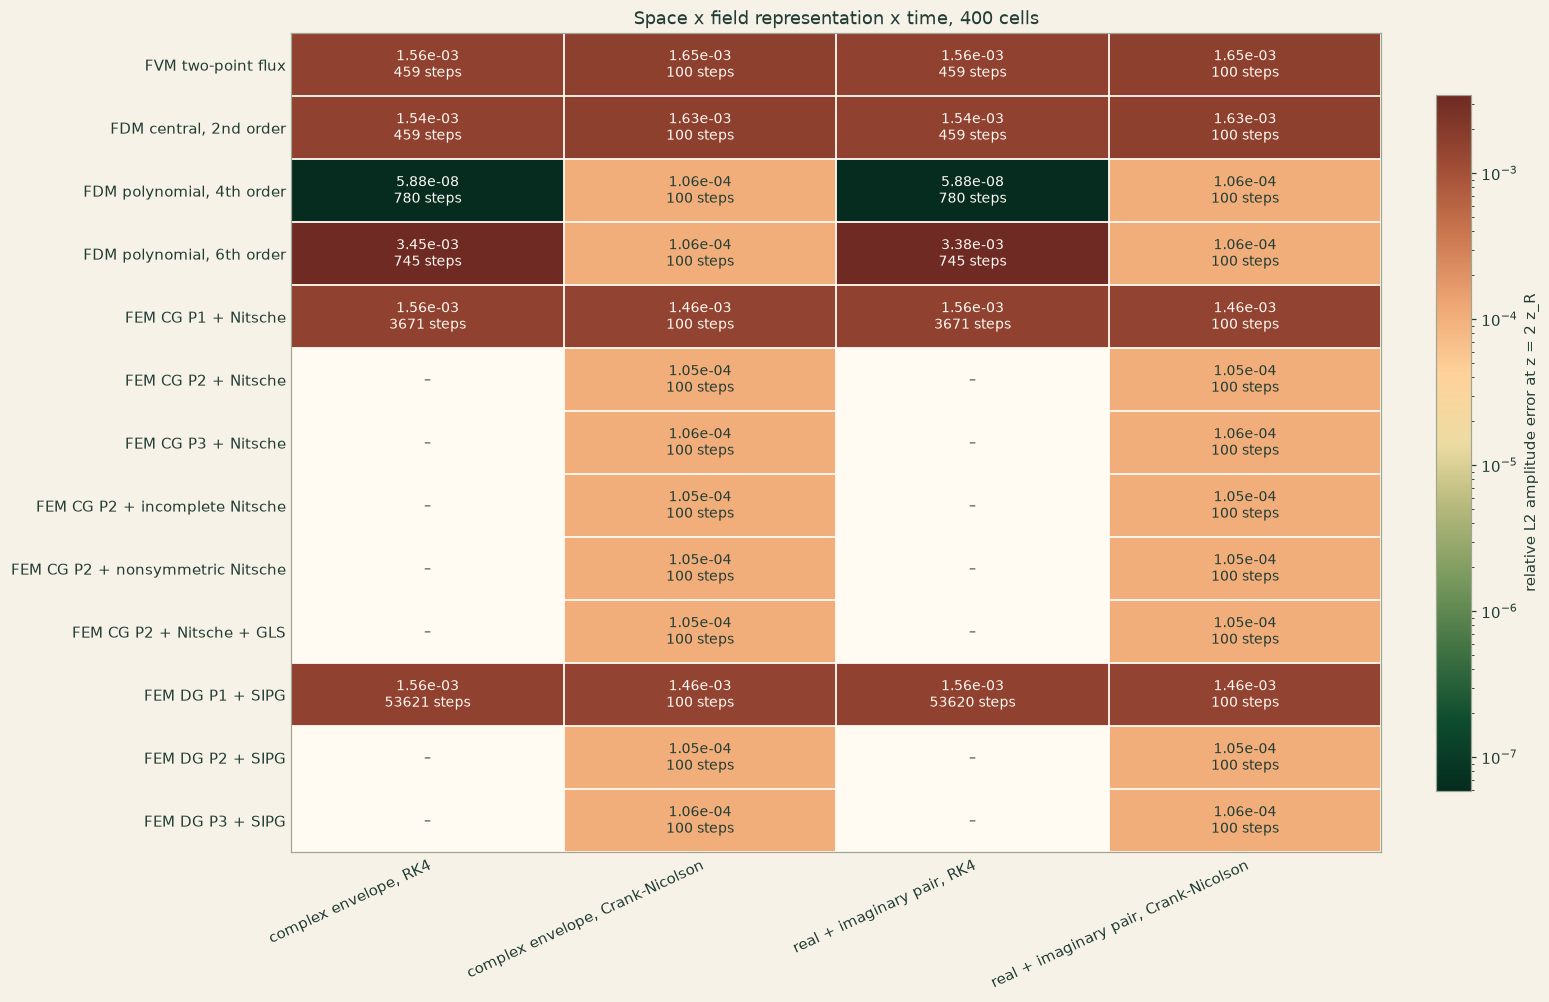 Space x field representation x time, 400 cells
FVM two-point flux
1.56e-03
459 steps
1.65e-03
100 steps
1.56e-03
459 steps
1.65e-03
100 steps
FDM central, 2nd order
1.54e-03
459 steps
1.63e-03
100 steps
1.54e-03
459 steps
1.63e-03
100 steps
FDM polynomial, 4th order
5.88e-08
780 steps
1.06e-04
100 steps
5.88e-08
780 steps
1.06e-04
100 steps
FDM polynomial, 6th order
3.45e-03
745 steps
1.06e-04
100 steps
3.38e-03
745 steps
1.06e-04
100 steps
FEM CG P1 + Nitsche
1.56e-03
3671 steps
1.46e-03
100 steps
1.56e-03
3671 steps
1.46e-03
100 steps
FEM CG P2 + Nitsche
–
1.05e-04
100 steps
–
1.05e-04
100 steps
FEM CG P3 + Nitsche
–
1.06e-04
100 steps
–
1.06e-04
100 steps
FEM CG P2 + incomplete Nitsche
–
1.05e-04
100 steps
–
1.05e-04
100 steps
FEM CG P2 + nonsymmetric Nitsche
–
1.05e-04
100 steps
–
1.05e-04
100 steps
FEM CG P2 + Nitsche + GLS
–
1.05e-04
100 steps
–
1.05e-04
100 steps
FEM DG P1 + SIPG
1.56e-03
53621 steps
1.46e-03
100 steps
1.56e-03
53620 steps
1.46e-03
100 steps
FEM DG P2 + SIPG
–
1.05e-04
100 steps
–
1.05e-04
100 steps
FEM DG P3 + SIPG
–
1.06e-04
100 steps
–
1.06e-04
100 steps
complex envelope, RK4
complex envelope, Crank-Nicolson
real + imaginary pair, RK4
real + imaginary pair, Crank-Nicolson
10⁻³
10⁻⁴
10⁻⁵
10⁻⁶
10⁻⁷
relative L2 amplitude error at z = 2 z_R